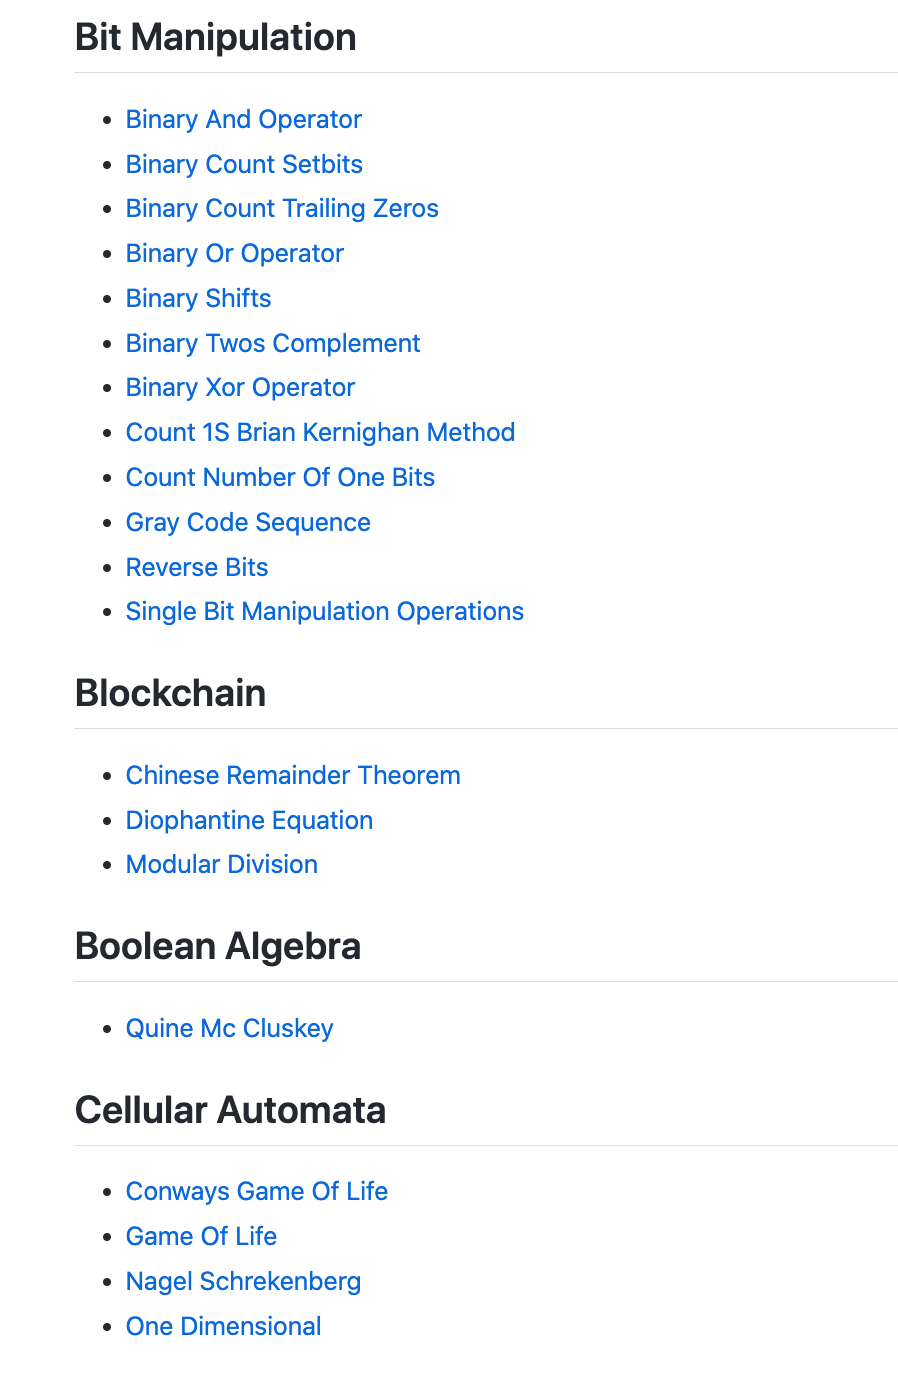 Bit Manipulation
Binary And Operator
Binary Count Setbits
Binary Count Trailing Zeros
Binary Or Operator
Binary Shifts
Binary Twos Complement
Binary Xor Operator
Count 1S Brian Kernighan Method
Count Number Of One Bits
Gray Code Sequence
Reverse Bits
Single Bit Manipulation Operations
Blockchain
Chinese Remainder Theorem
Diophantine Equation
Modular Division
Boolean Algebra
Quine Mc Cluskey
Cellular Automata
Conways Game Of Life
Game Of Life
Nagel Schrekenberg
One Dimensional